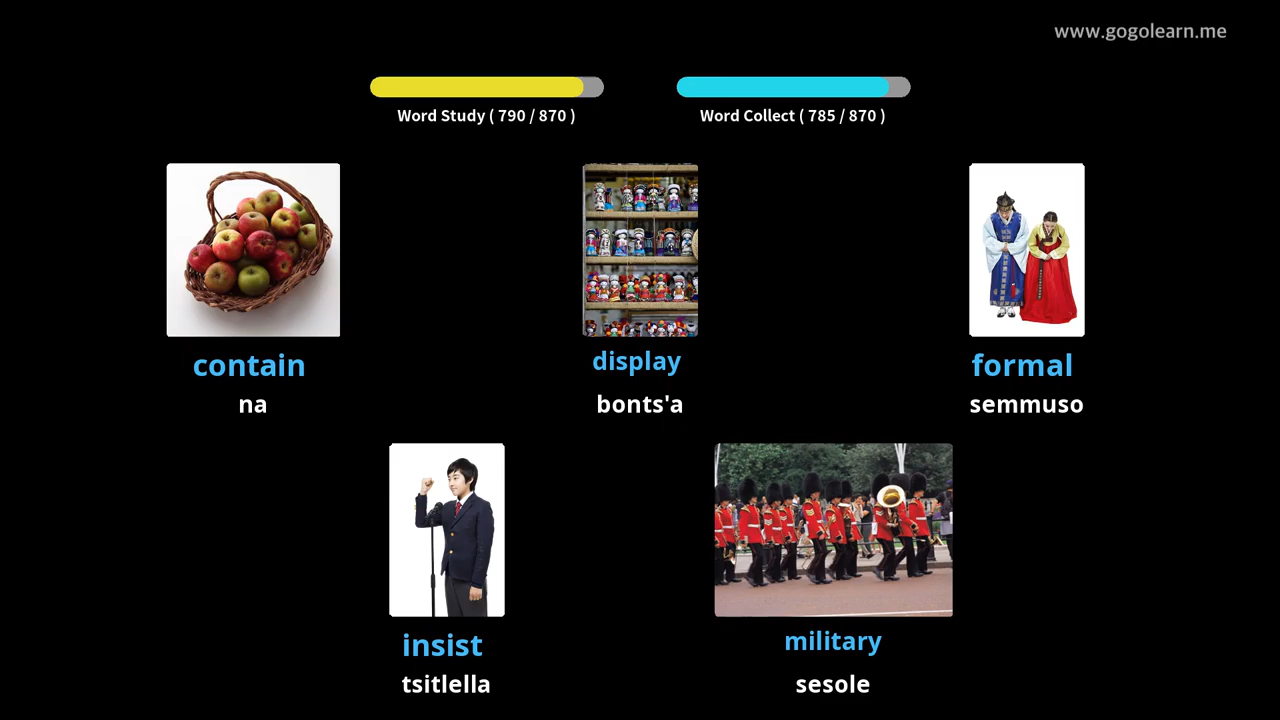 www.gogolearn.me
Word Study ( 790 / 870 )
Word Collect ( 785 / 870 )
contain
na
display
bonts'a
formal
semmuso
insist
tsitlella
military
sesole